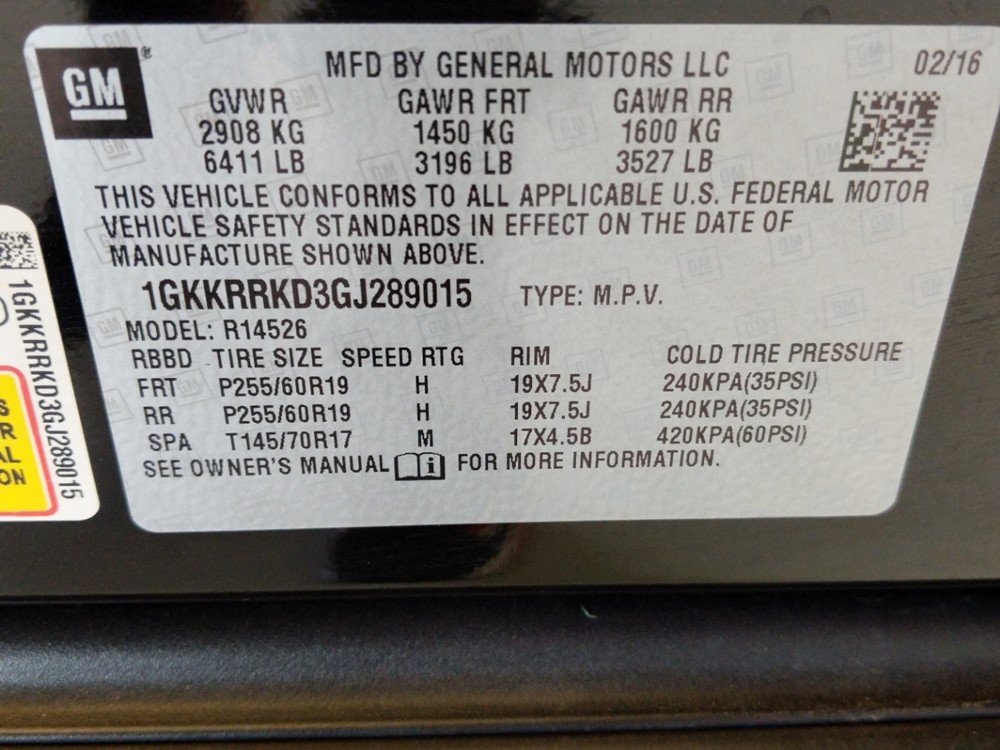 GM
®
MFD BY GENERAL MOTORS LLC
02/16
GVWR GAWR FRT GAWR RR
2908 KG 1450 KG 1600 KG
6411 LB 3196 LB 3527 LB
THIS VEHICLE CONFORMS TO ALL APPLICABLE U.S. FEDERAL MOTOR
VEHICLE SAFETY STANDARDS IN EFFECT ON THE DATE OF
MANUFACTURE SHOWN ABOVE.
1GKKRRKD3GJ289015 TYPE: M.P.V.
MODEL: R14526
RBBD TIRE SIZE SPEED RTG RIM COLD TIRE PRESSURE
FRT P255/60R19 H 19X7.5J 240KPA(35PSI)
RR P255/60R19 H 19X7.5J 240KPA(35PSI)
SPA T145/70R17 M 17X4.5B 420KPA(60PSI)
SEE OWNER'S MANUAL i FOR MORE INFORMATION.
1GKKRRKD3GJ289015
S
R
AL
ON